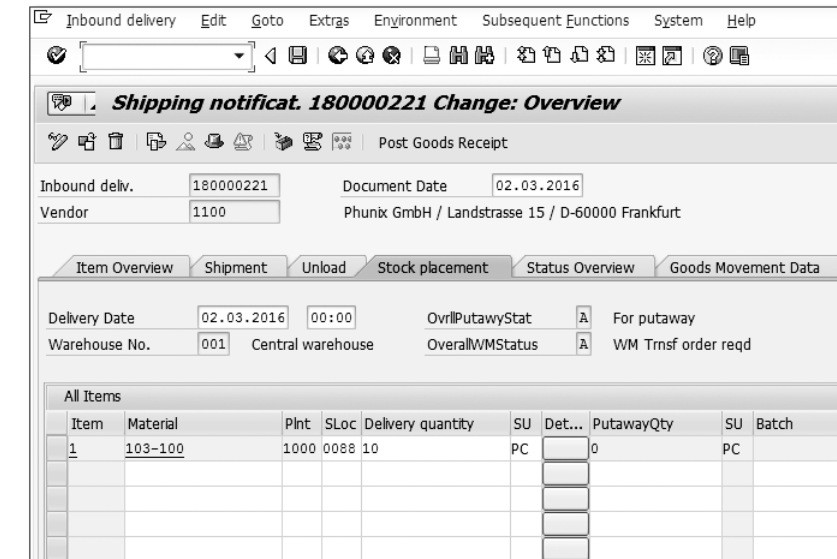 Inbound delivery Edit Goto Extras Environment Subsequent Functions System Help
Shipping notificat. 180000221 Change: Overview
Post Goods Receipt
Inbound deliv. 180000221 Document Date 02.03.2016
Vendor 1100 Phunix GmbH / Landstrasse 15 / D-60000 Frankfurt
Item Overview Shipment Unload Stock placement Status Overview Goods Movement Data
Delivery Date 02.03.2016 00:00 OvrllPutawyStat A For putaway
Warehouse No. 001 Central warehouse OverallWMStatus A WM Trnsf order reqd
All Items
Item Material Plnt SLoc Delivery quantity SU Det... PutawayQty SU Batch
1 103-100 1000 0088 10 PC 0 PC